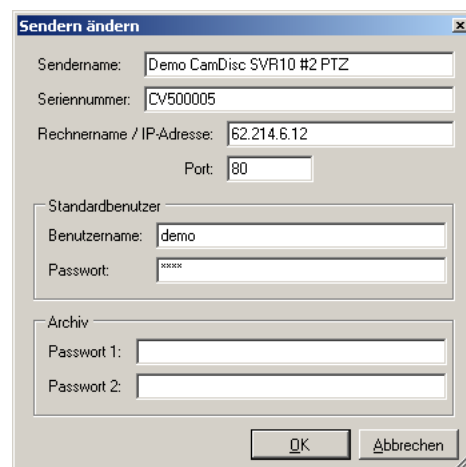 Sendern ändern
Sendername: Demo CamDisc SVR10 #2 PTZ
Seriennummer: CV500005
Rechnername / IP-Adresse: 62.214.6.12
Port: 80
Standardbenutzer
Benutzername: demo
Passwort: ××××
Archiv
Passwort 1:
Passwort 2:
OK Abbrechen